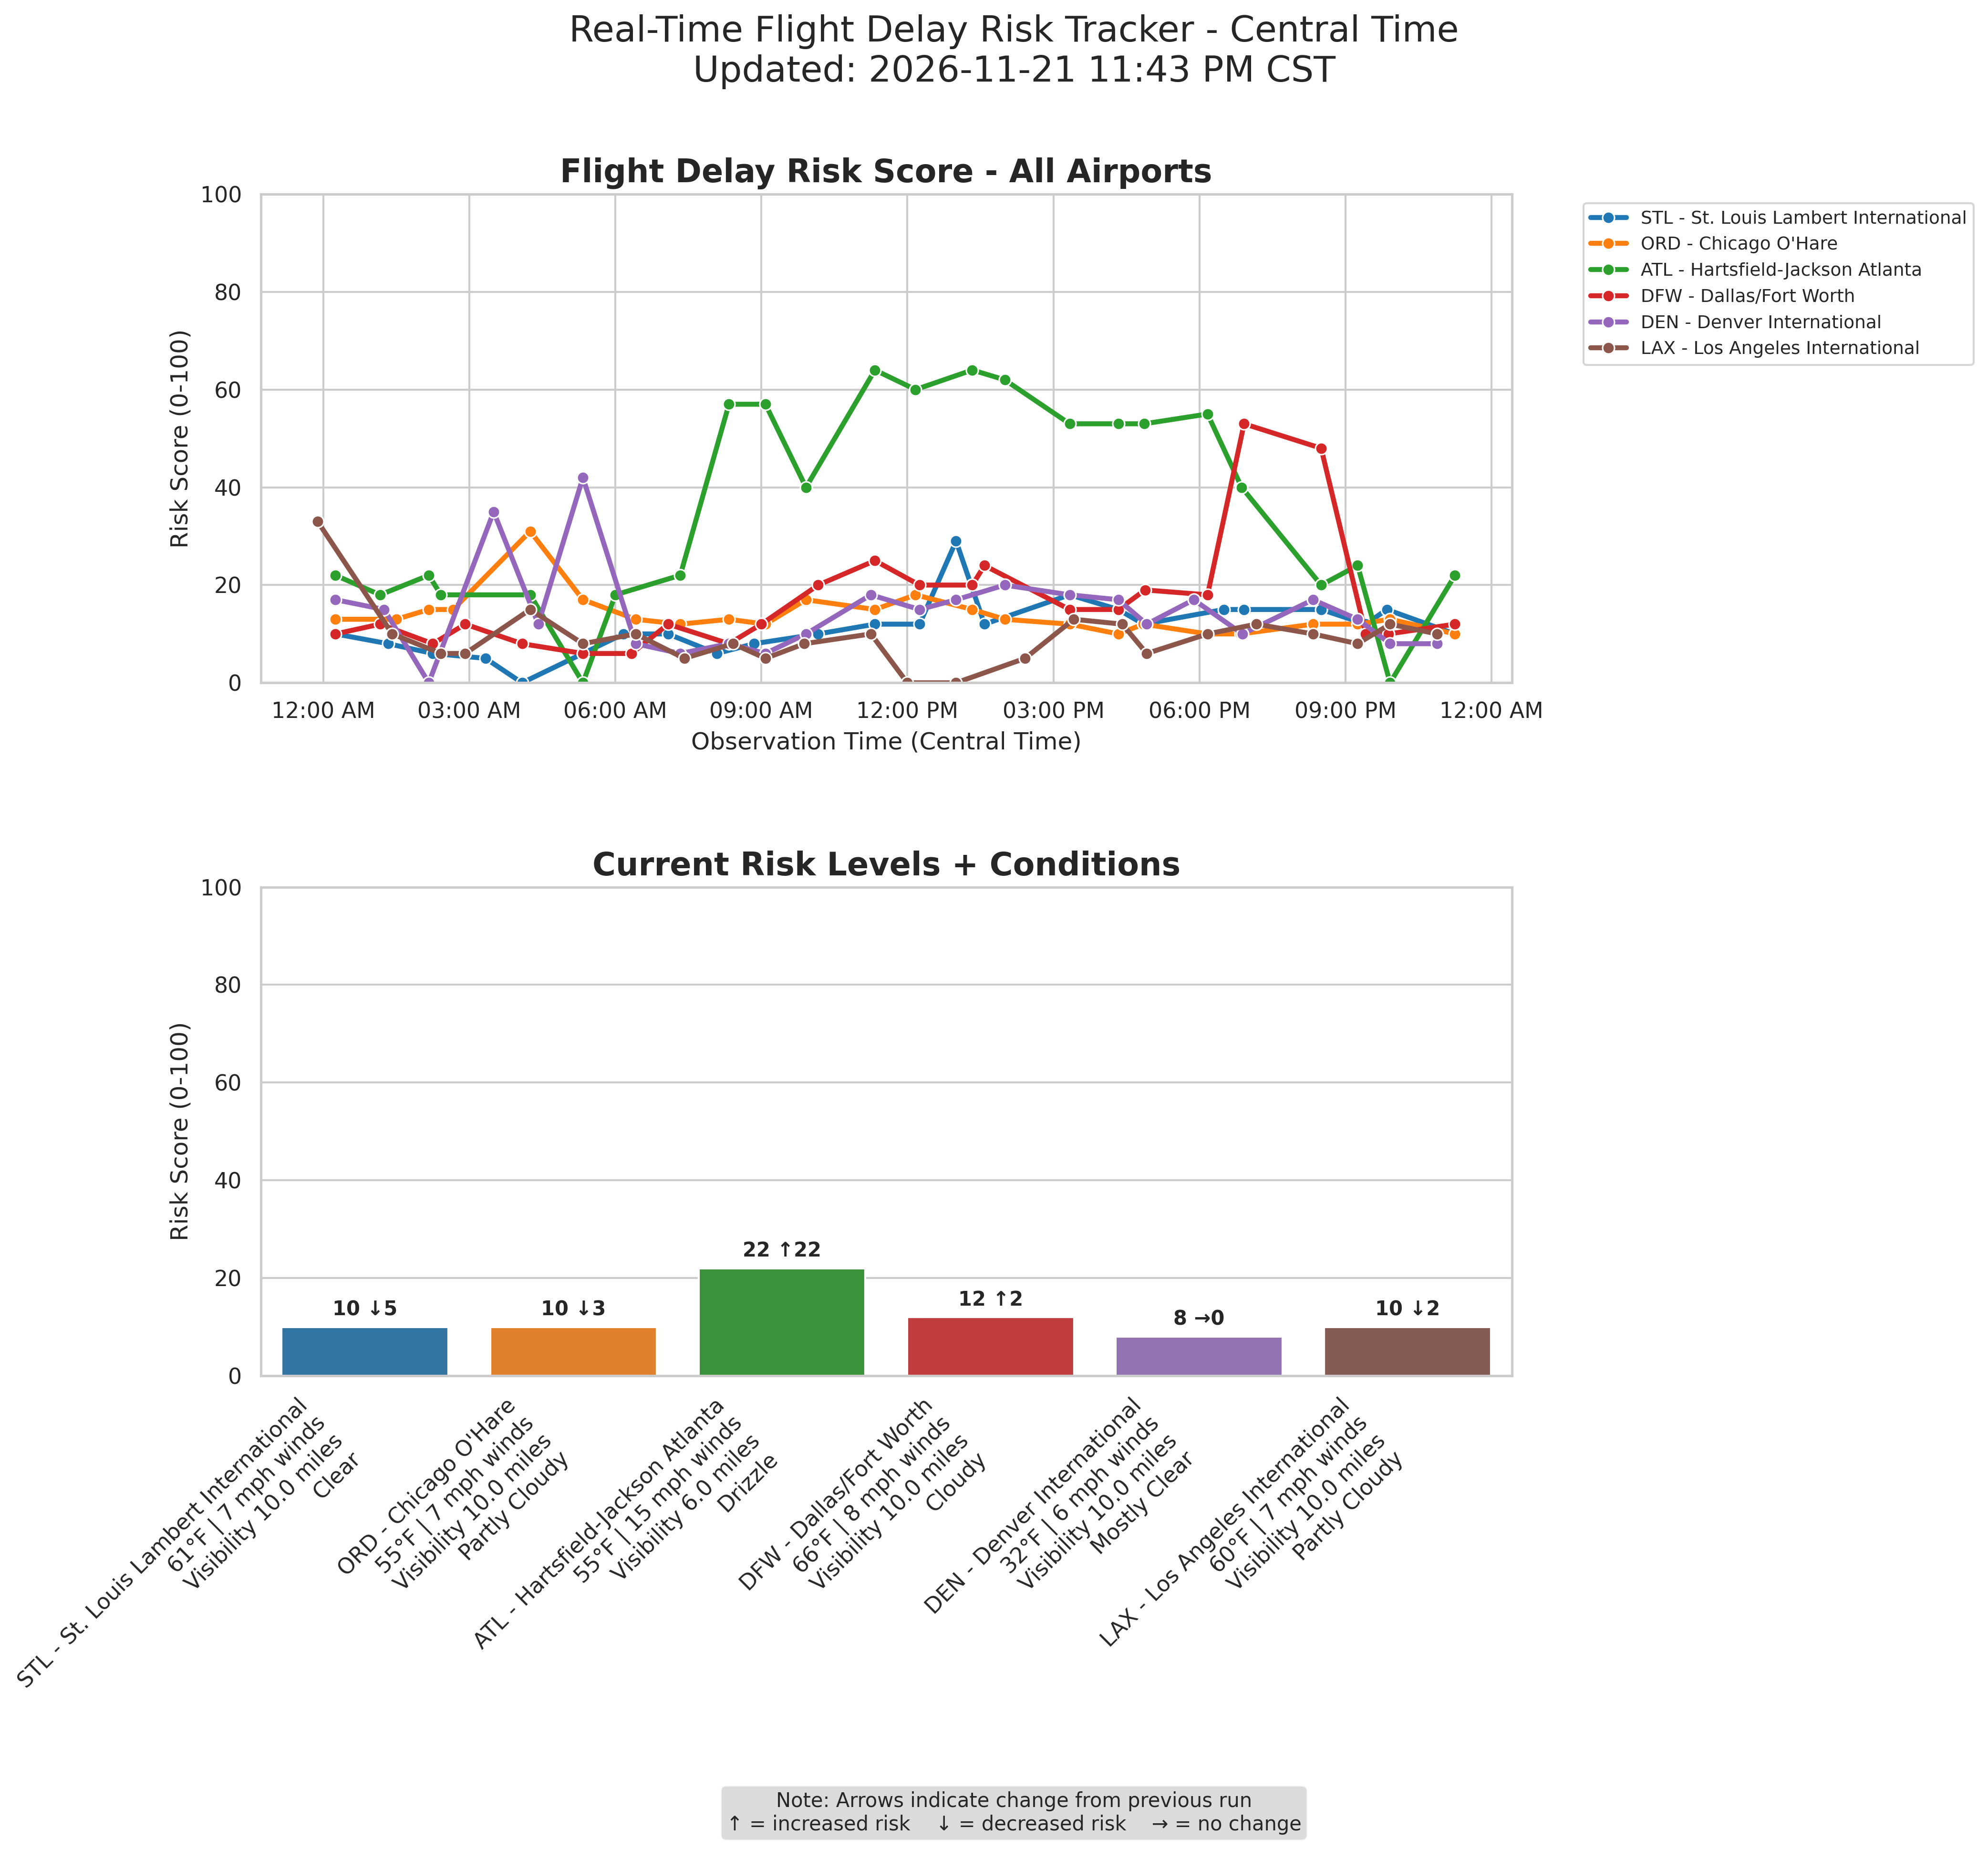 Real-Time Flight Delay Risk Tracker - Central Time
Updated: 2026-11-21 11:43 PM CST
Flight Delay Risk Score - All Airports
Risk Score (0-100)
100
80
60
40
20
0
12:00 AM
03:00 AM
06:00 AM
09:00 AM
12:00 PM
03:00 PM
06:00 PM
09:00 PM
12:00 AM
Observation Time (Central Time)
STL - St. Louis Lambert International
ORD - Chicago O'Hare
ATL - Hartsfield-Jackson Atlanta
DFW - Dallas/Fort Worth
DEN - Denver International
LAX - Los Angeles International
Current Risk Levels + Conditions
Risk Score (0-100)
100
80
60
40
20
0
10 ↓5
10 ↓3
22 ↑22
12 ↑2
8 →0
10 ↓2
STL - St. Louis Lambert International
61°F | 7 mph winds
Visibility 10.0 miles
Clear
ORD - Chicago O'Hare
55°F | 7 mph winds
Visibility 10.0 miles
Partly Cloudy
ATL - Hartsfield-Jackson Atlanta
55°F | 15 mph winds
Visibility 6.0 miles
Drizzle
DFW - Dallas/Fort Worth
66°F | 8 mph winds
Visibility 10.0 miles
Cloudy
DEN - Denver International
32°F | 6 mph winds
Visibility 10.0 miles
Mostly Clear
LAX - Los Angeles International
60°F | 7 mph winds
Visibility 10.0 miles
Partly Cloudy
Note: Arrows indicate change from previous run
↑ = increased risk ↓ = decreased risk → = no change